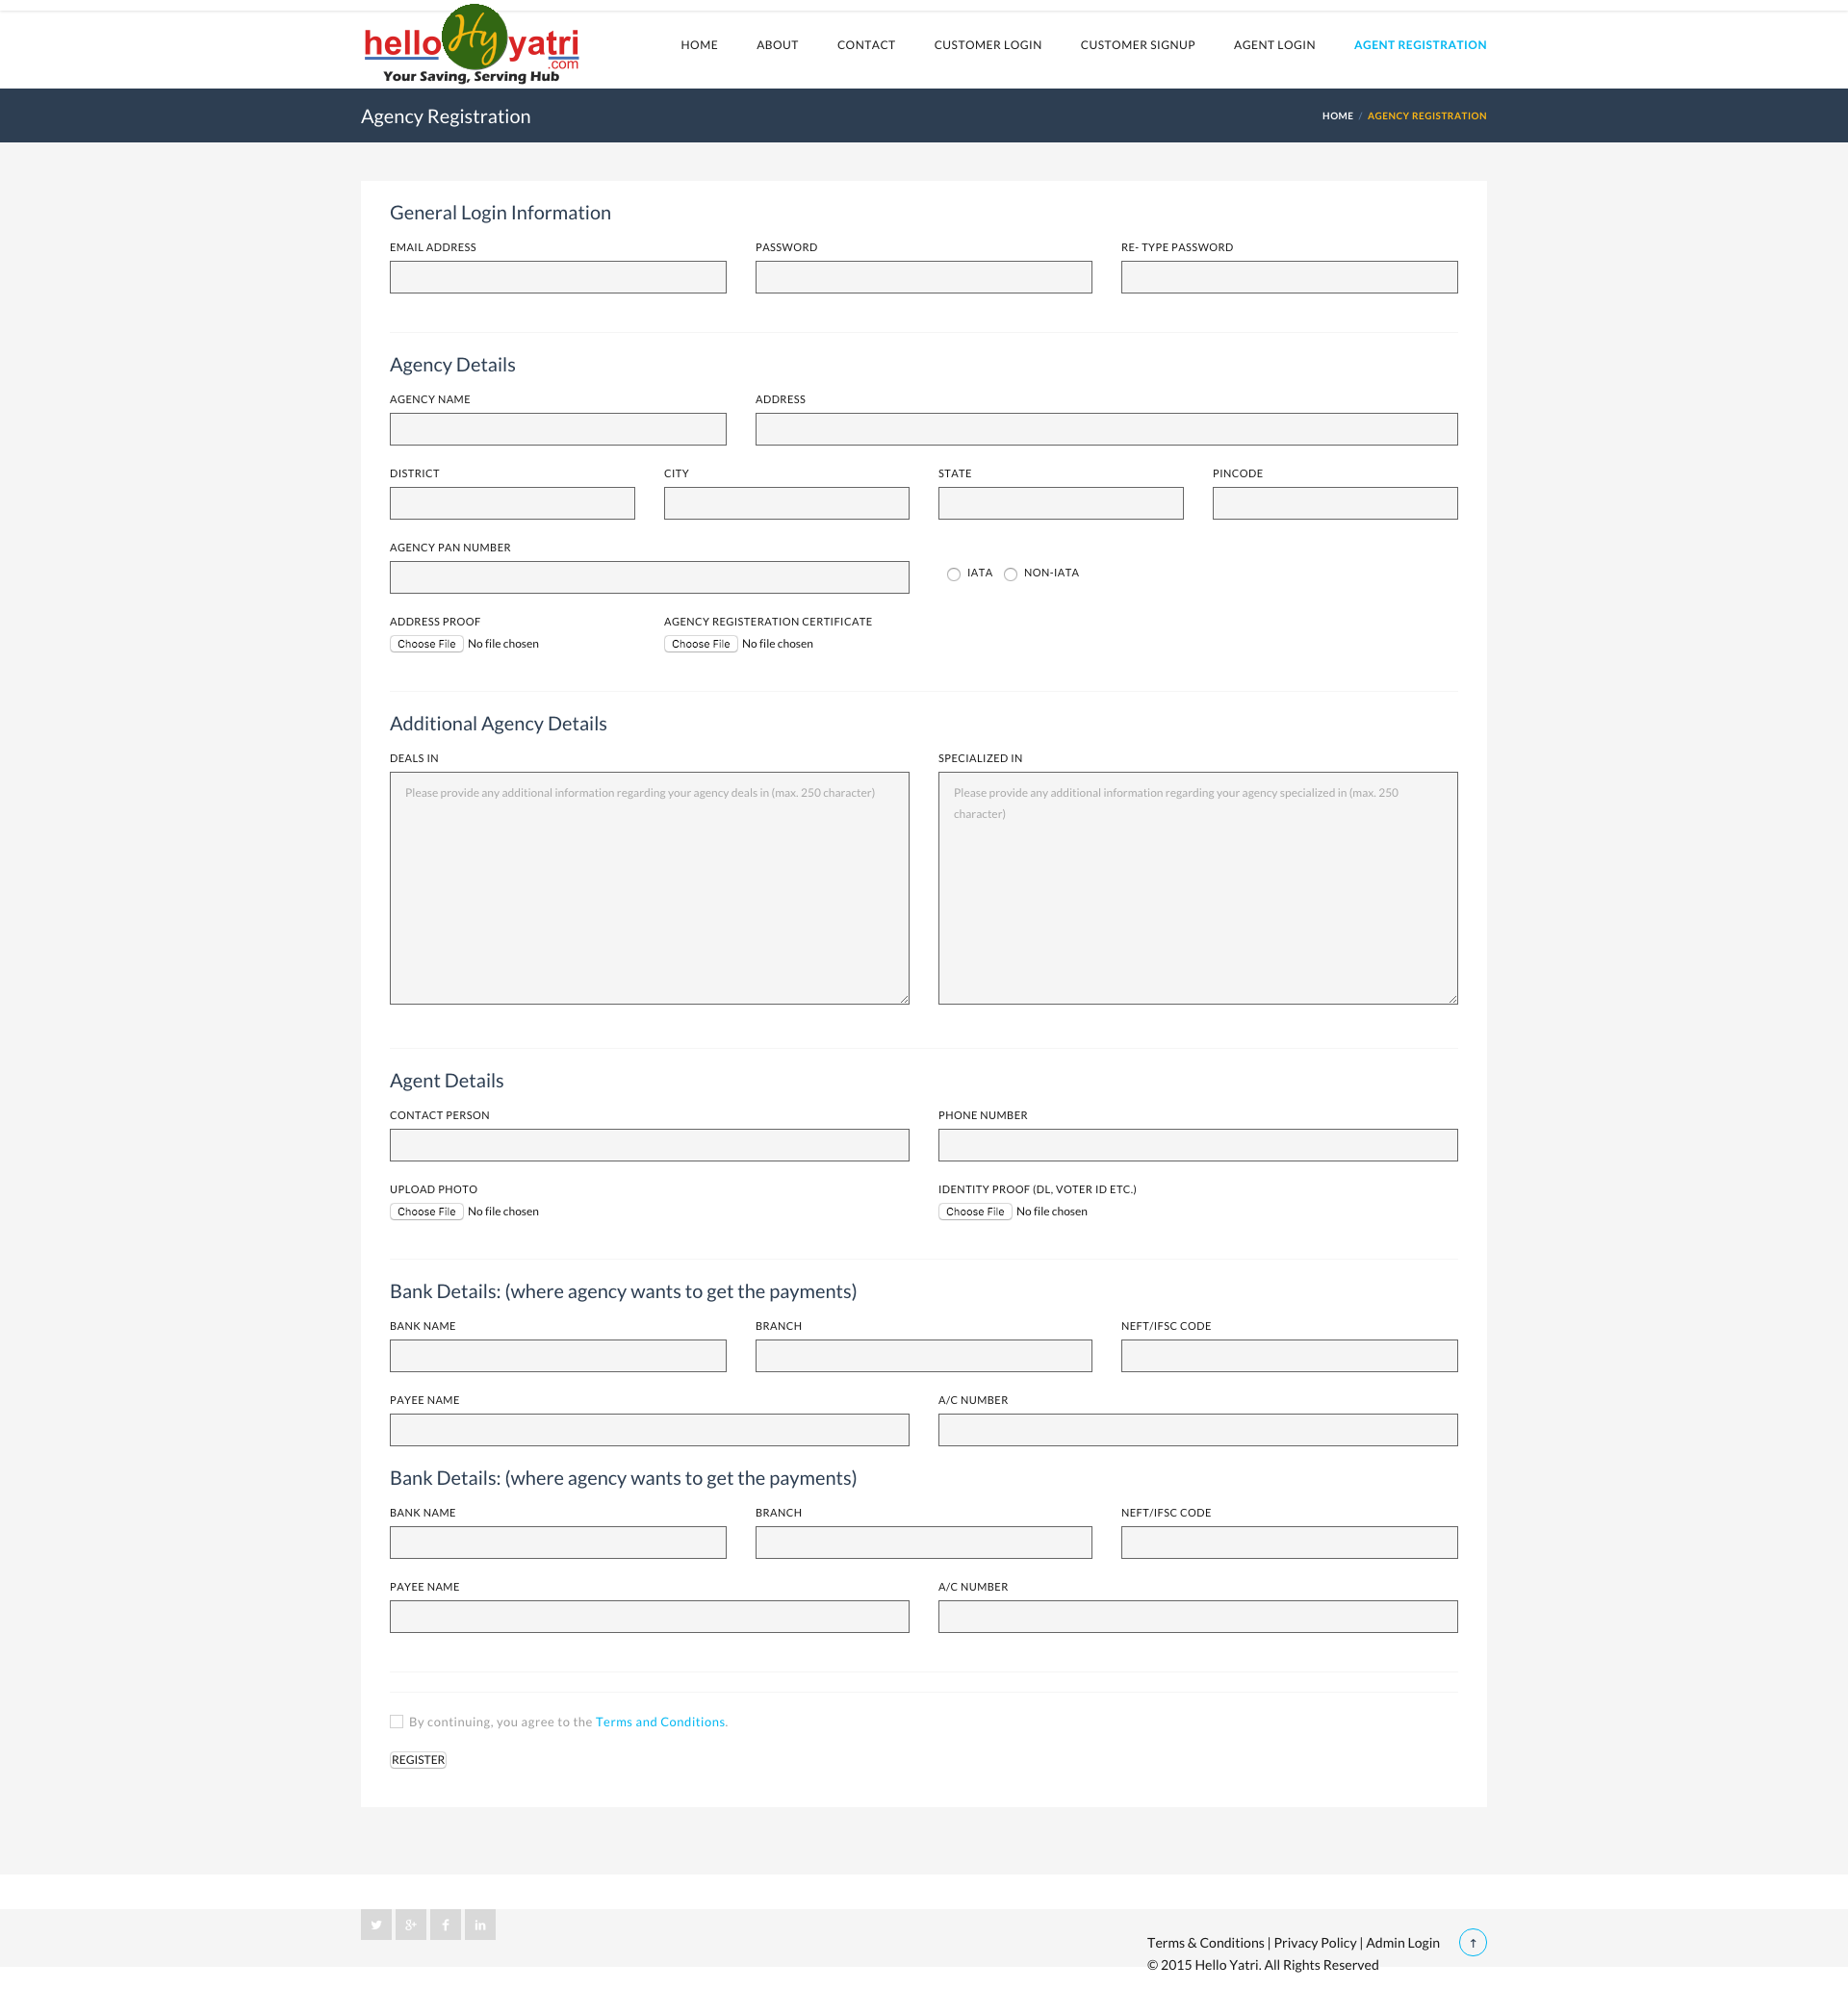 hello Hy yatri
.com
Your Saving, Serving Hub
HOME ABOUT CONTACT CUSTOMER LOGIN CUSTOMER SIGNUP AGENT LOGIN AGENT REGISTRATION
Agency Registration
HOME / AGENCY REGISTRATION
General Login Information
EMAIL ADDRESS PASSWORD RE- TYPE PASSWORD
Agency Details
AGENCY NAME ADDRESS
DISTRICT CITY STATE PINCODE
AGENCY PAN NUMBER
IATA NON-IATA
ADDRESS PROOF AGENCY REGISTERATION CERTIFICATE
Choose File No file chosen Choose File No file chosen
Additional Agency Details
DEALS IN SPECIALIZED IN
Please provide any additional information regarding your agency deals in (max. 250 character)
Please provide any additional information regarding your agency specialized in (max. 250
character)
Agent Details
CONTACT PERSON PHONE NUMBER
UPLOAD PHOTO IDENTITY PROOF (DL, VOTER ID ETC.)
Choose File No file chosen Choose File No file chosen
Bank Details: (where agency wants to get the payments)
BANK NAME BRANCH NEFT/IFSC CODE
PAYEE NAME A/C NUMBER
Bank Details: (where agency wants to get the payments)
BANK NAME BRANCH NEFT/IFSC CODE
PAYEE NAME A/C NUMBER
By continuing, you agree to the Terms and Conditions.
REGISTER
Terms & Conditions | Privacy Policy | Admin Login
© 2015 Hello Yatri. All Rights Reserved